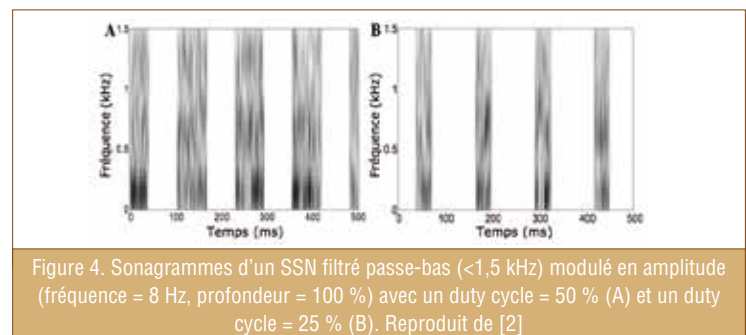 A
B
1.5
1.5
Fréquence (kHz)
Fréquence (kHz)
1
1
0.5
0.5
0
0
0 100 200 300 400 500
100 200 300 400 500
Temps (ms)
Temps (ms)
Figure 4. Sonagrammes d’un SSN filtré passe-bas (<1,5 kHz) modulé en amplitude
(fréquence = 8 Hz, profondeur = 100 %) avec un duty cycle = 50 % (A) et un duty
cycle = 25 % (B). Reproduit de [2]